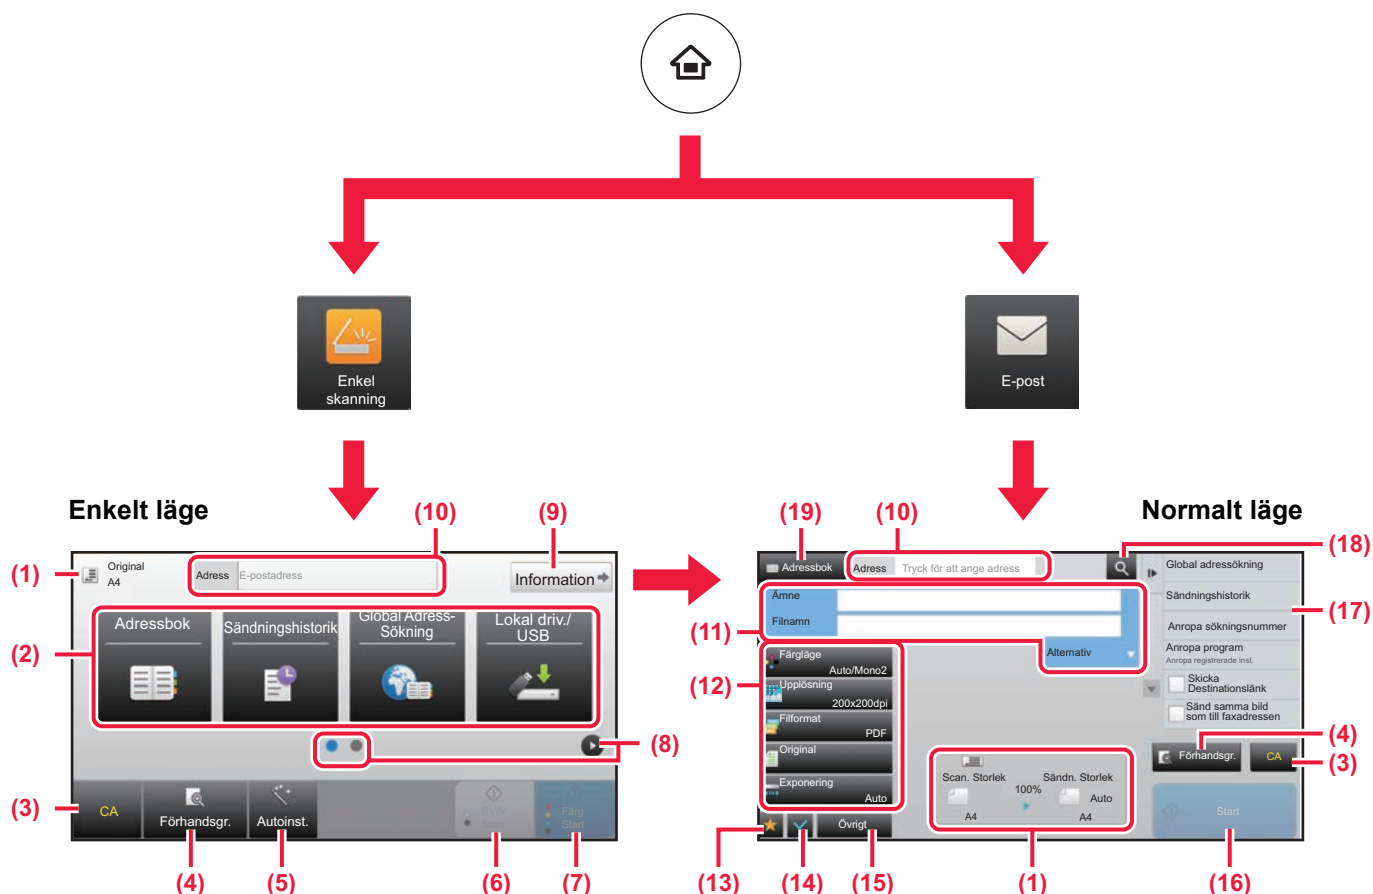 Enkel
skanning
E-post
Enkelt läge
Normalt läge
(10)
(9)
(1)
Original
A4
Adress
E-postadress
Information
(2)
Adressbok
Sändningshistorik
Global Adress-
Sökning
Lokal driv./
USB
(8)
(3)
CA
Förhandsgr.
Autoinst.
Färg
Start
(4)
(5)
(6)
(7)
(19)
(10)
(18)
Adressbok
Adress
Tryck för att ange adress
Global adressökning
Sändningshistorik
(17)
Anropa sökningsnummer
Anropa program
Anropa registrerade inst.
Skicka
Destinationslänk
Sänd samma bild
som till faxadressen
(11)
Ämne
Filnamn
Alternativ
(12)
Färgläge
Auto/Mono2
Upplösning
200x200dpi
Filformat
PDF
Original
Exponering
Auto
Scan. Storlek
100%
Sändn. Storlek
Auto
A4
A4
(4)
Förhandsgr.
CA
(3)
Start
Övrigt
(13)
(14)
(15)
(1)
(16)